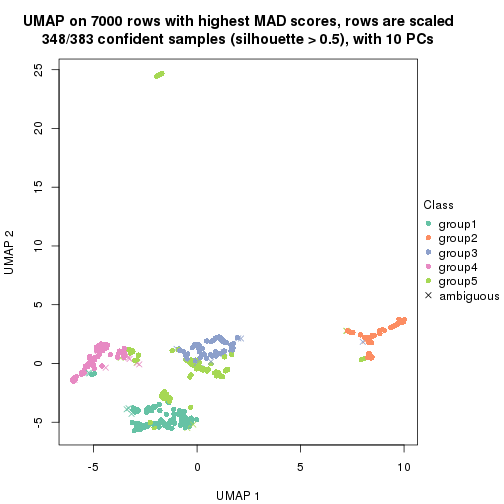 UMAP on 7000 rows with highest MAD scores, rows are scaled
348/383 confident samples (silhouette > 0.5), with 10 PCs
25
20
15
10
5
0
-5
UMAP 2
-5
0
5
10
UMAP 1
Class
group1
group2
group3
group4
group5
ambiguous